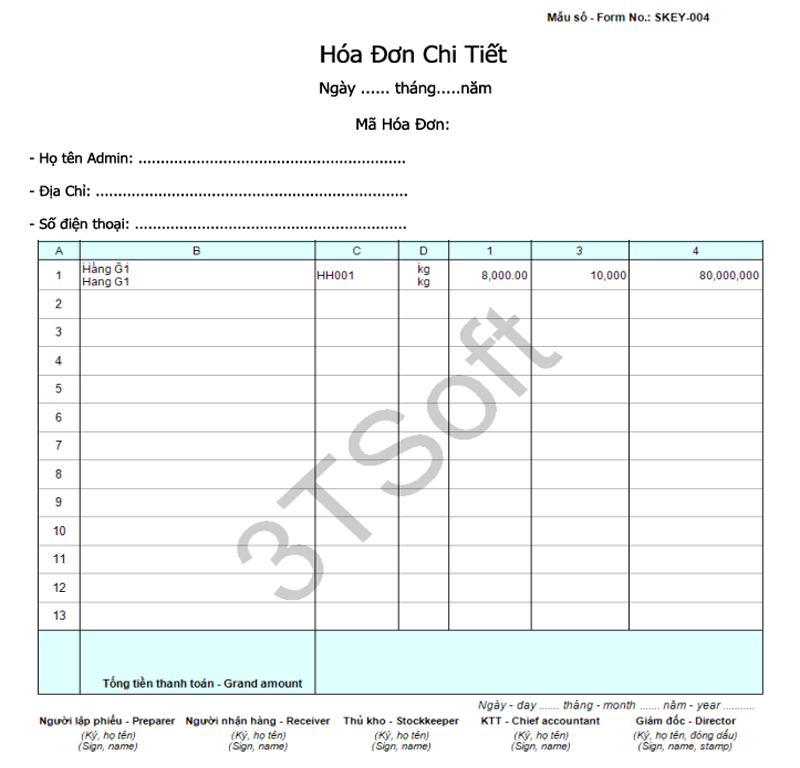 Mẫu số - Form No.: SKEY-004
Hóa Đơn Chi Tiết
Ngày ...... tháng.....năm
Mã Hóa Đơn:
- Họ tên Admin: ............................................................
- Địa Chỉ: ......................................................................
- Số điện thoại: .............................................................
A B C D 1 3 4
1 Hàng G1 HH001 kg 8,000.00 10,000 80,000,000
Hang G1 kg
2
3
4
5
6
7
8
9
10
11
12
13
3TSoft
Tổng tiền thanh toán - Grand amount
Ngày - day ....... tháng - month ....... năm - year ...........
Người lập phiếu - Preparer Người nhận hàng - Receiver Thủ kho - Stockkeeper KTT - Chief accountant Giám đốc - Director
(Ký, họ tên) (Ký, họ tên) (Ký, họ tên) (Ký, họ tên) (Ký, họ tên, đóng dấu)
(Sign, name) (Sign, name) (Sign, name) (Sign, name) (Sign, name, stamp)